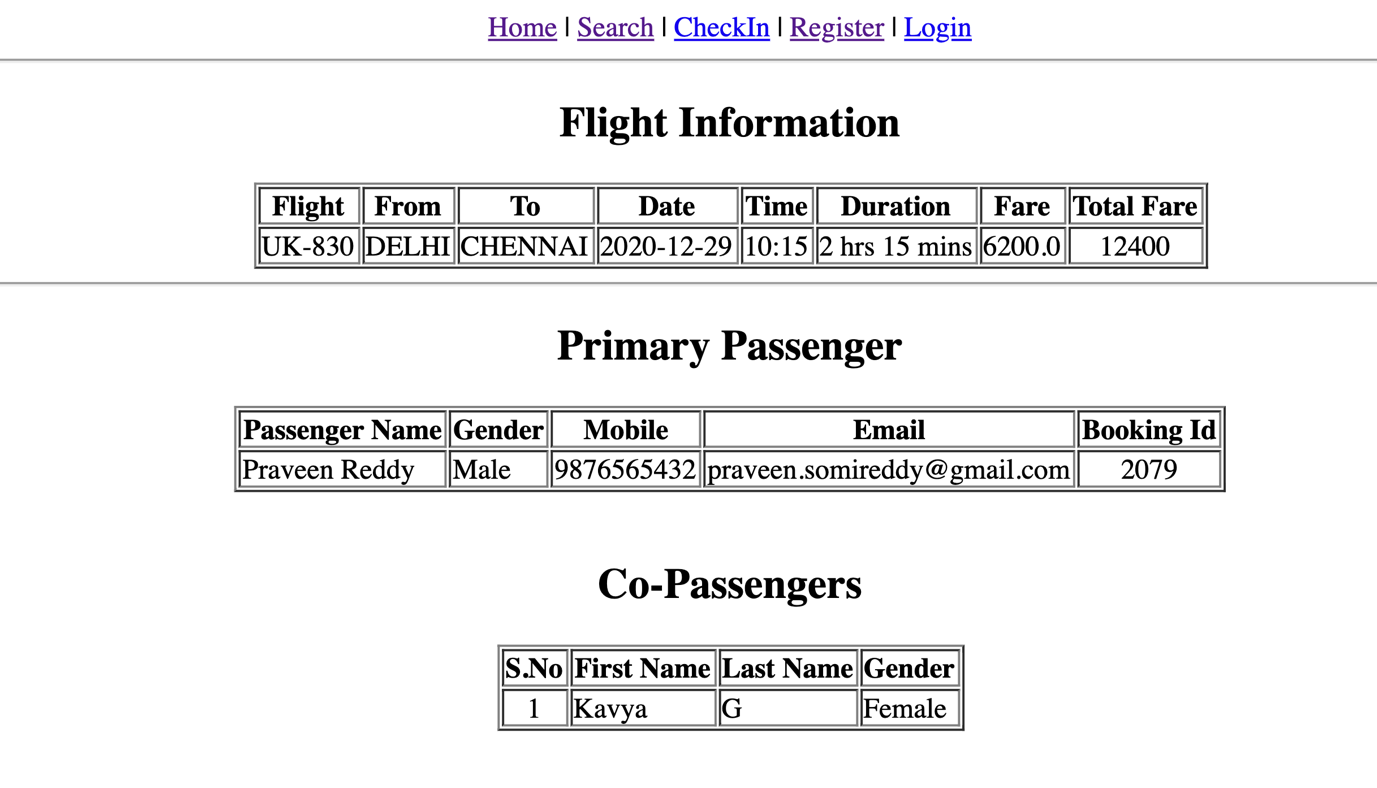 Home | Search | CheckIn | Register | Login
Flight Information
Flight From To Date Time Duration Fare Total Fare
UK-830 DELHI CHENNAI 2020-12-29 10:15 2 hrs 15 mins 6200.0 12400
Primary Passenger
Passenger Name Gender Mobile Email Booking Id
Praveen Reddy Male 9876565432 praveen.somireddy@gmail.com 2079
Co-Passengers
S.No First Name Last Name Gender
1 Kavya G Female